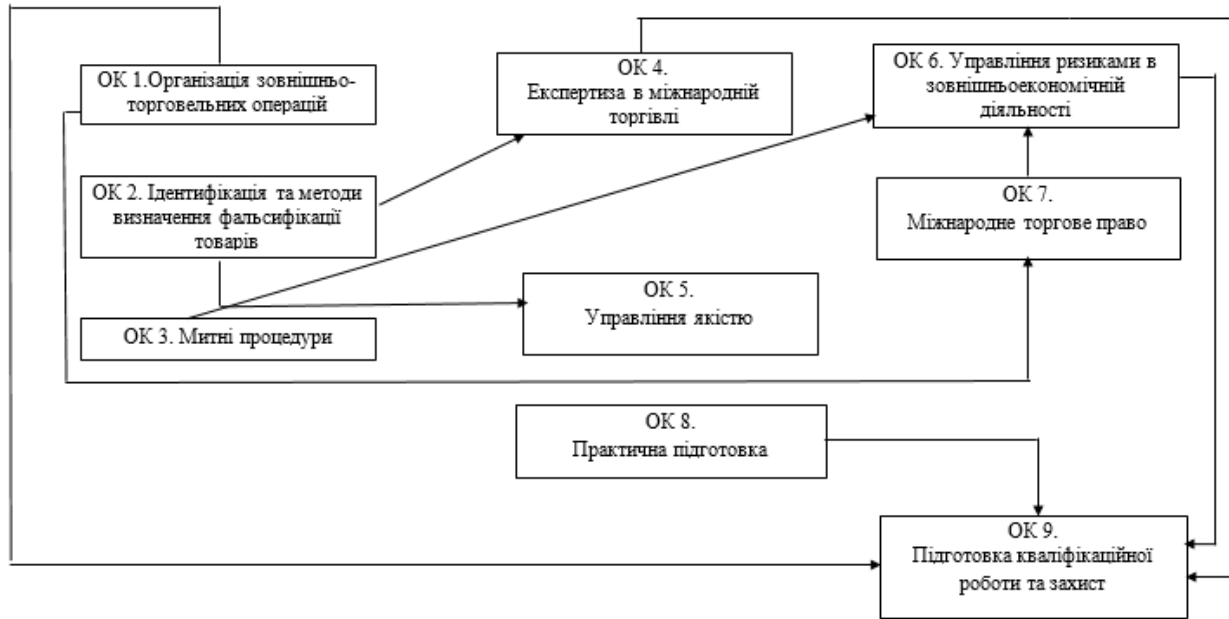 ОК 1.Організація зовнішньо-
торговельних операцій
ОК 4.
Експертиза в міжнародній
торгівлі
ОК 6. Управління ризиками в
зовнішньоекономічній
діяльності
ОК 2. Ідентифікація та методи
визначення фальсифікації
товарів
ОК 7.
Міжнародне торгове право
ОК 5.
Управління якістю
ОК 3. Митні процедури
ОК 8.
Практична підготовка
ОК 9.
Підготовка кваліфікаційної
роботи та захист